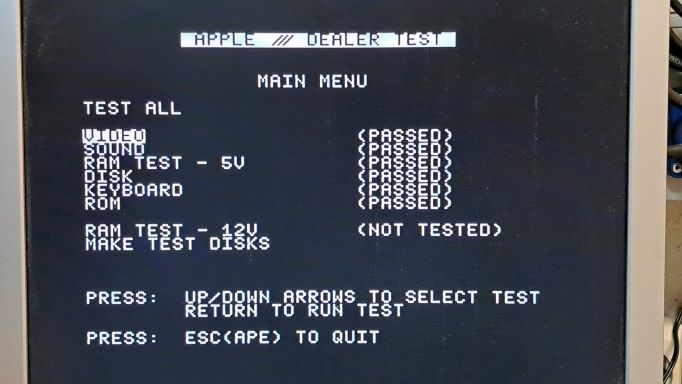 APPLE /// DEALER TEST
MAIN MENU
TEST ALL
VIDEO (PASSED)
SOUND (PASSED)
RAM TEST - 5V (PASSED)
DISK (PASSED)
KEYBOARD (PASSED)
ROM (PASSED)
RAM TEST - 12V (NOT TESTED)
MAKE TEST DISKS
PRESS: UP/DOWN ARROWS TO SELECT TEST
RETURN TO RUN TEST
PRESS: ESC(APE) TO QUIT